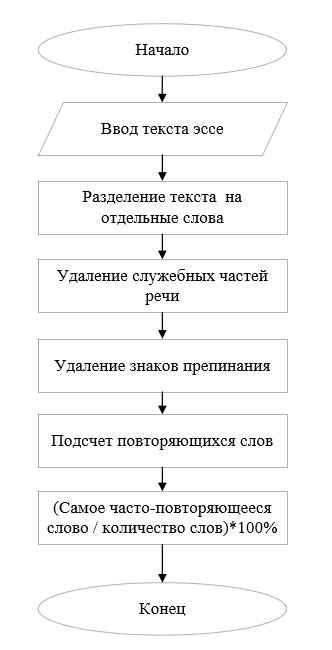 Начало
Ввод текста эссе
Разделение текста на
отдельные слова
Удаление служебных частей
речи
Удаление знаков препинания
Подсчет повторяющихся слов
(Самое часто-повторяющееся
слово / количество слов)*100%
Конец